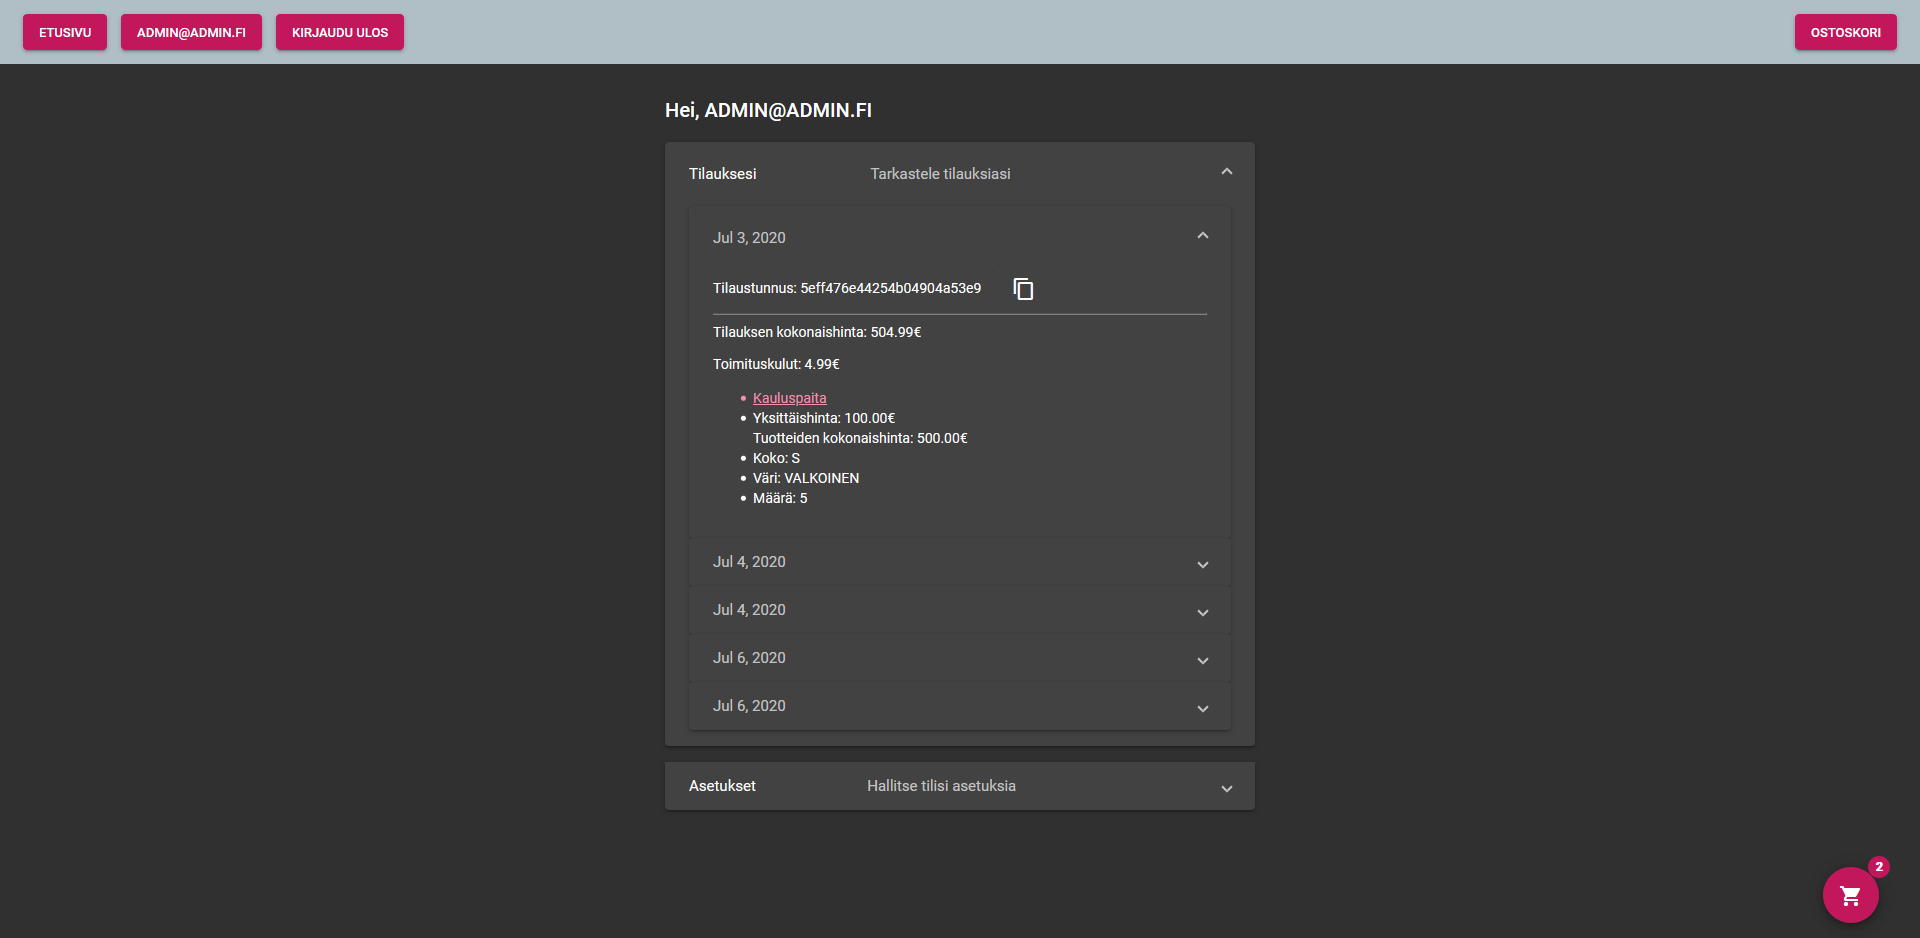 ETUSIVU
ADMIN@ADMIN.FI
KIRJAUDU ULOS
OSTOSKORI
Hei, ADMIN@ADMIN.FI
Tilauksesi
Tarkastele tilauksiasi
Jul 3, 2020
Tilaustunnus: 5eff476e44254b04904a53e9
Tilauksen kokonaishinta: 504.99€
Toimituskulut: 4.99€
Kauluspaita
Yksittäishinta: 100.00€
Tuotteiden kokonaishinta: 500.00€
Koko: S
Väri: VALKOINEN
Määrä: 5
Jul 4, 2020
Jul 4, 2020
Jul 6, 2020
Jul 6, 2020
Asetukset
Hallitse tilisi asetuksia
2